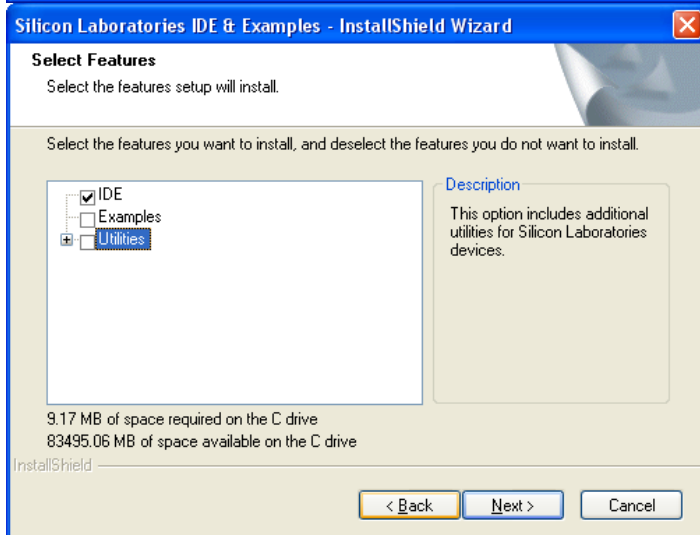 Silicon Laboratories IDE & Examples - InstallShield Wizard
Select Features
Select the features setup will install.
Select the features you want to install, and deselect the features you do not want to install.
IDE
Examples
Utilities
Description
This option includes additional
utilities for Silicon Laboratories
devices.
9.17 MB of space required on the C drive
83495.06 MB of space available on the C drive
InstallShield
< Back
Next >
Cancel